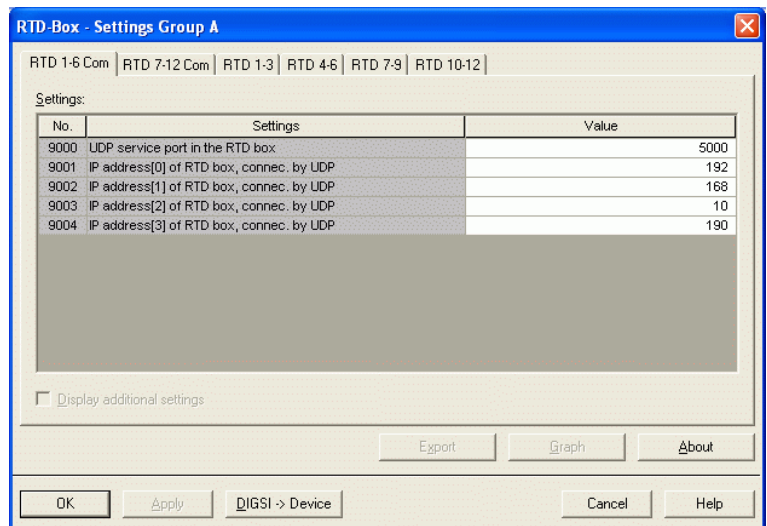 RTD-Box - Settings Group A
RTD 1-6 Com RTD 7-12 Com RTD 1-3 RTD 4-6 RTD 7-9 RTD 10-12
Settings:
No. Settings Value
9000 UDP service port in the RTD box 5000
9001 IP address[0] of RTD box, connec. by UDP 192
9002 IP address[1] of RTD box, connec. by UDP 168
9003 IP address[2] of RTD box, connec. by UDP 10
9004 IP address[3] of RTD box, connec. by UDP 190
Display additional settings
Export Graph About
OK Apply DIGSI -> Device Cancel Help